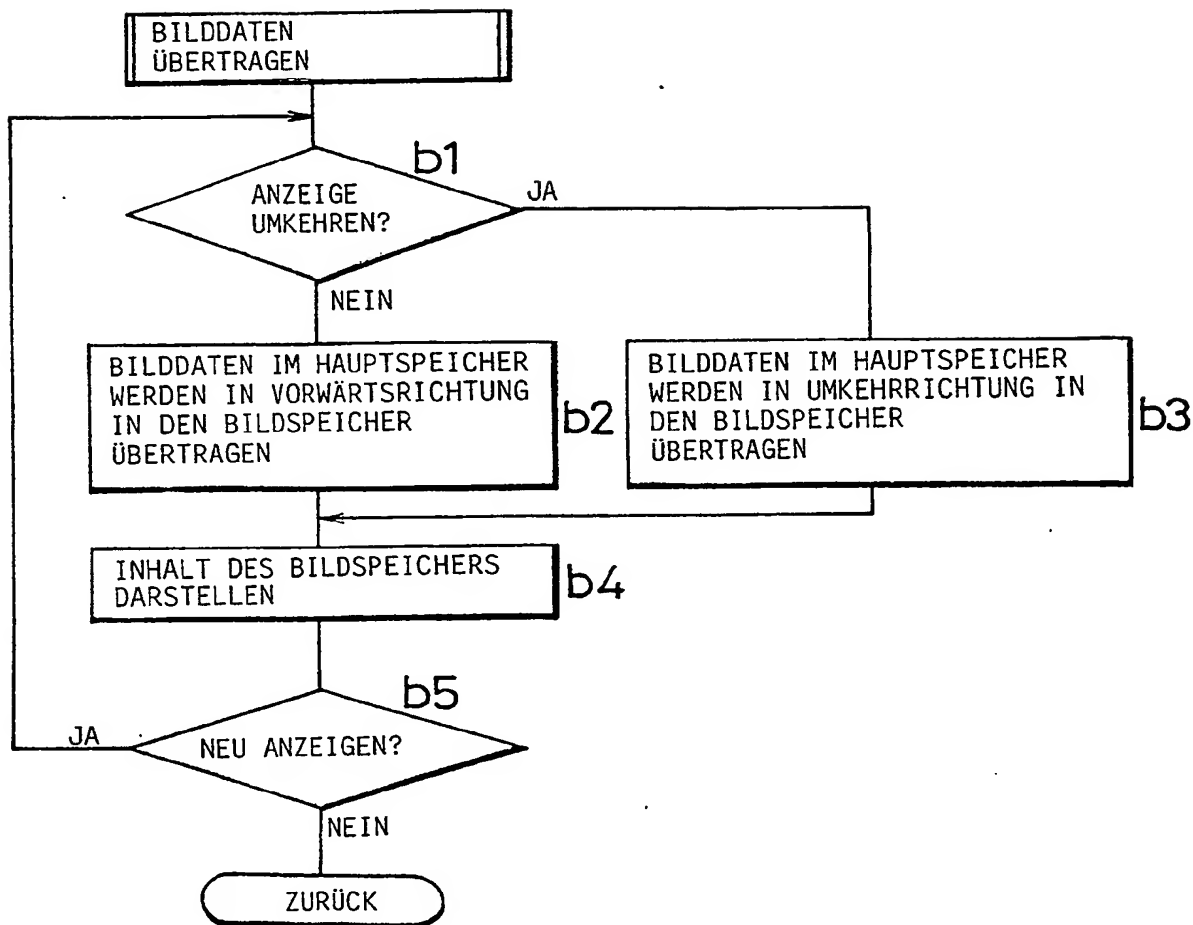 BILDDATEN
ÜBERTRAGEN
b1
ANZEIGE
UMKEHREN?
JA
NEIN
BILDDATEN IM HAUPTSPEICHER
WERDEN IN VORWÄRTSRICHTUNG
IN DEN BILDSPEICHER
ÜBERTRAGEN
b2
BILDDATEN IM HAUPTSPEICHER
WERDEN IN UMKEHRRICHTUNG IN
DEN BILDSPEICHER
ÜBERTRAGEN
b3
INHALT DES BILDSPEICHERS
DARSTELLEN
b4
b5
JA
NEU ANZEIGEN?
NEIN
ZURÜCK